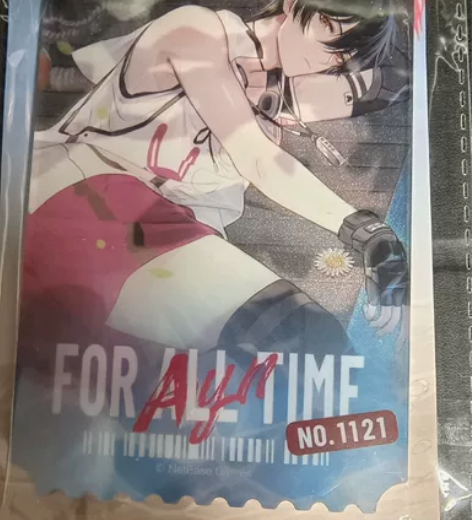 FOR ALL TIME
Ayn
NO.1121
© NetEase Games